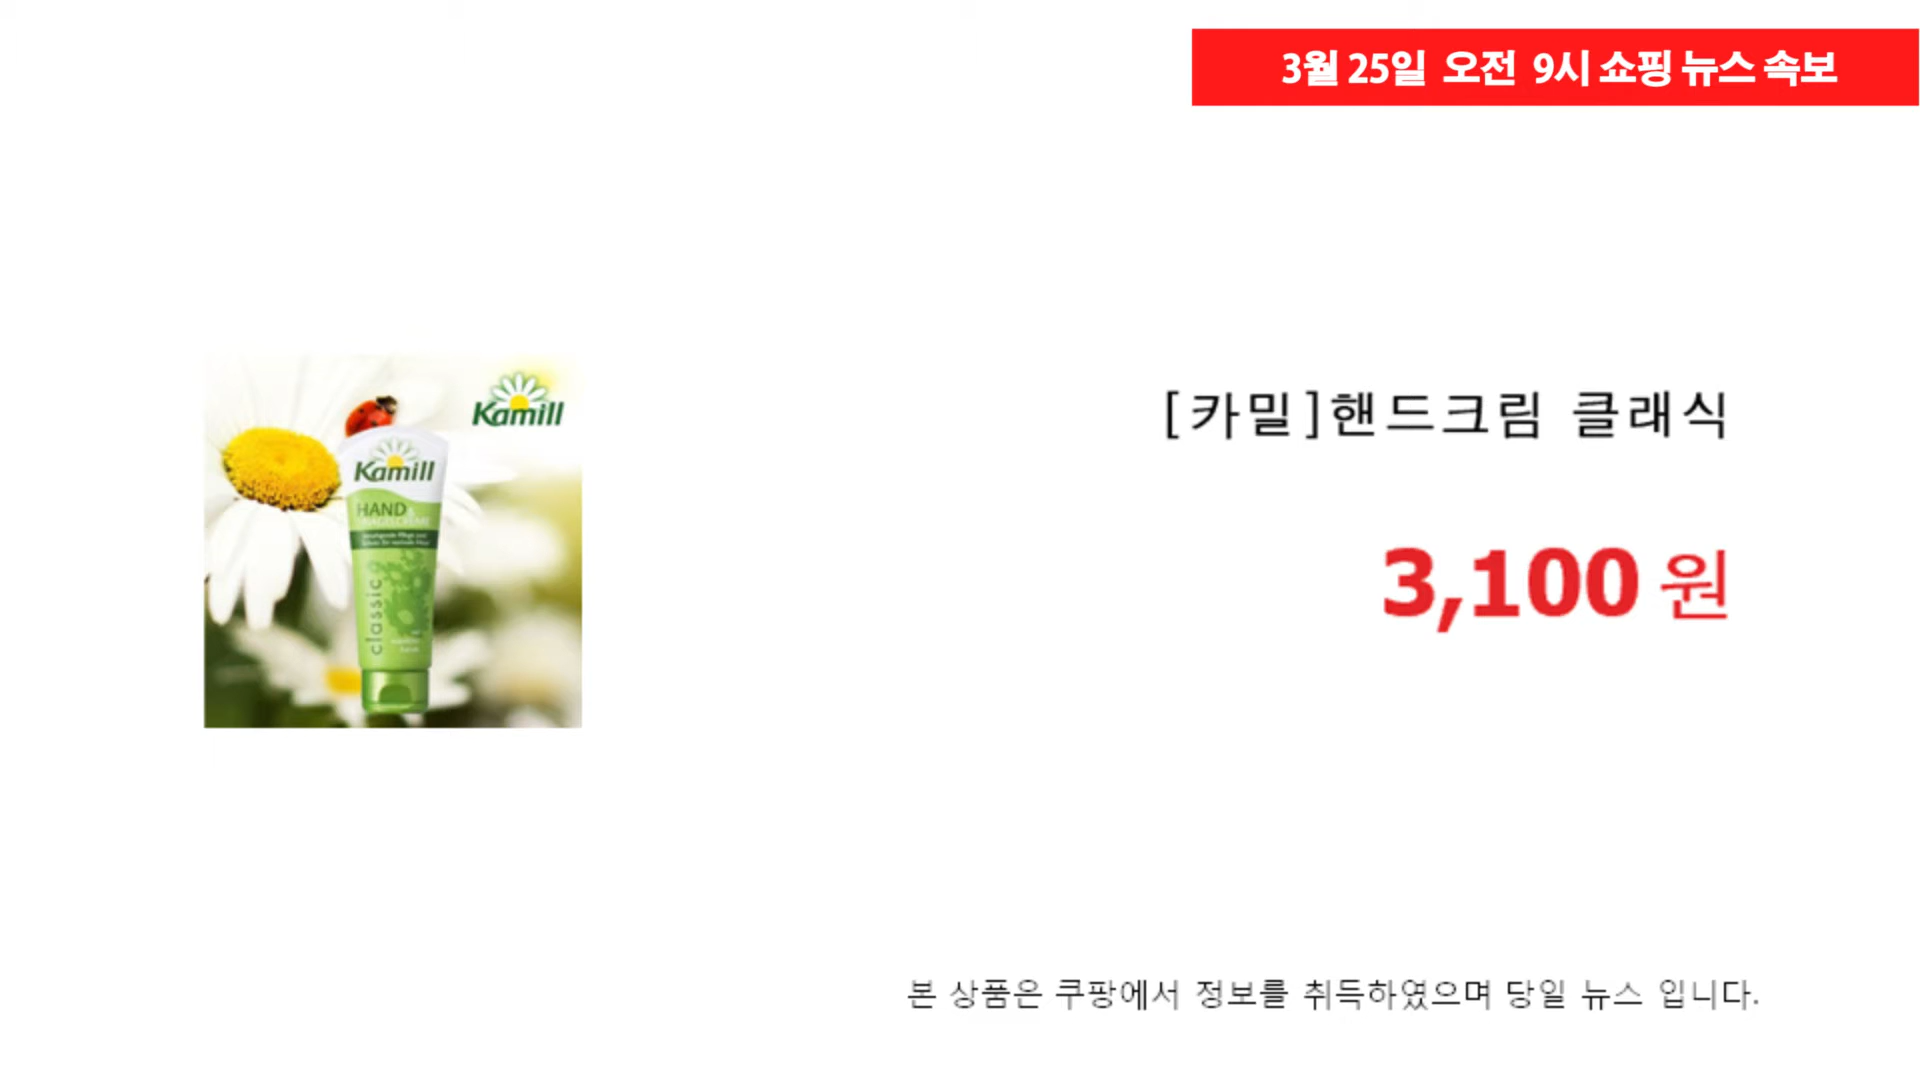 3월 25일 오전 9시 쇼핑 뉴스 속보
Kamill
Kamill
HAND
classic
[카밀]핸드크림 클래식
3,100 원
본 상품은 쿠팡에서 정보를 취득하였으며 당일 뉴스 입니다.